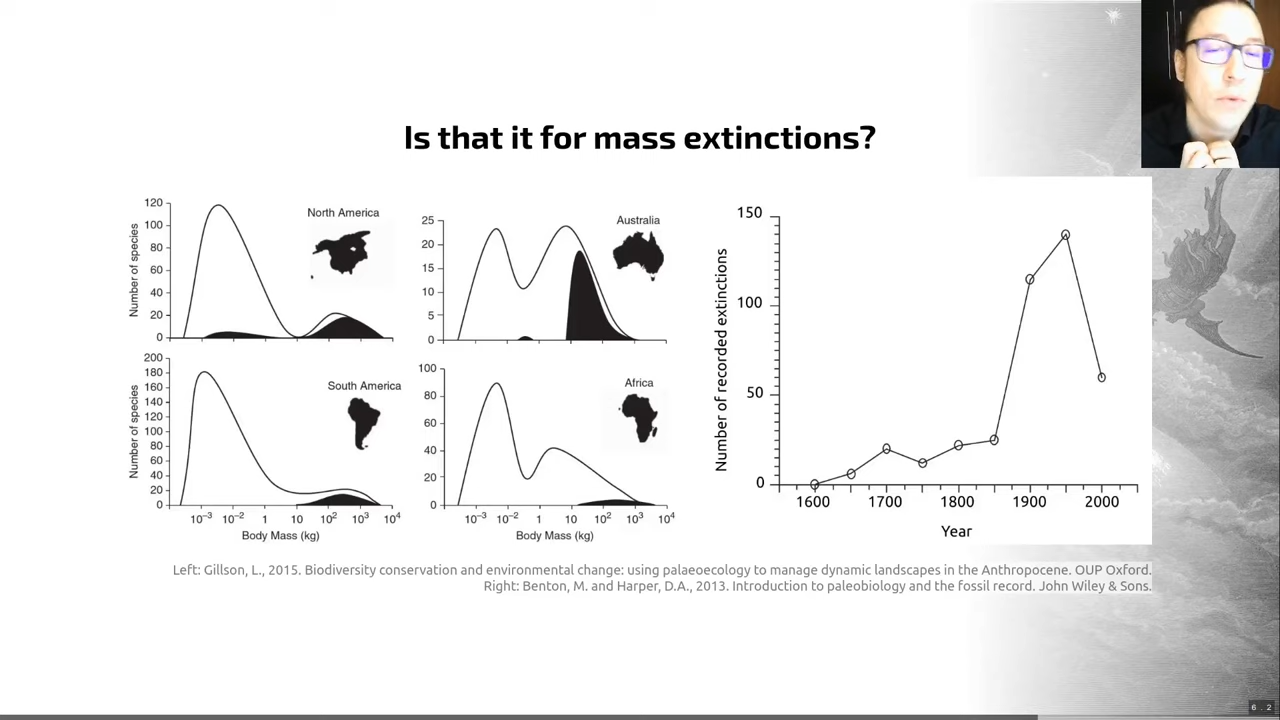 Is that it for mass extinctions?
North America
Number of species
120
100
80
60
40
20
0
Australia
25
20
15
10
5
0
South America
Number of species
200
180
160
140
120
100
80
60
40
20
0
10⁻³ 10⁻² 1 10 10² 10³ 10⁴
Body Mass (kg)
Africa
100
80
60
40
20
0
10⁻³ 10⁻² 1 10 10² 10³ 10⁴
Body Mass (kg)
Number of recorded extinctions
150
100
50
0
1600 1700 1800 1900 2000
Year
Left: Gillson, L., 2015. Biodiversity conservation and environmental change: using palaeoecology to manage dynamic landscapes in the Anthropocene. OUP Oxford.
Right: Benton, M. and Harper, D.A., 2013. Introduction to paleobiology and the fossil record. John Wiley & Sons.
6.2